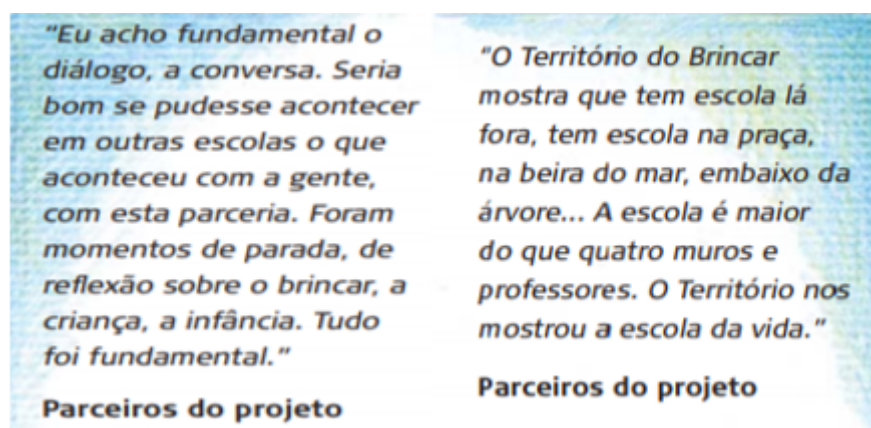 "Eu acho fundamental o
diálogo, a conversa. Seria
bom se pudesse acontecer
em outras escolas o que
aconteceu com a gente,
com esta parceria. Foram
momentos de parada, de
reflexão sobre o brincar, a
criança, a infância. Tudo
foi fundamental."
Parceiros do projeto
"O Território do Brincar
mostra que tem escola lá
fora, tem escola na praça,
na beira do mar, embaixo da
árvore... A escola é maior
do que quatro muros e
professores. O Território nos
mostrou a escola da vida."
Parceiros do projeto